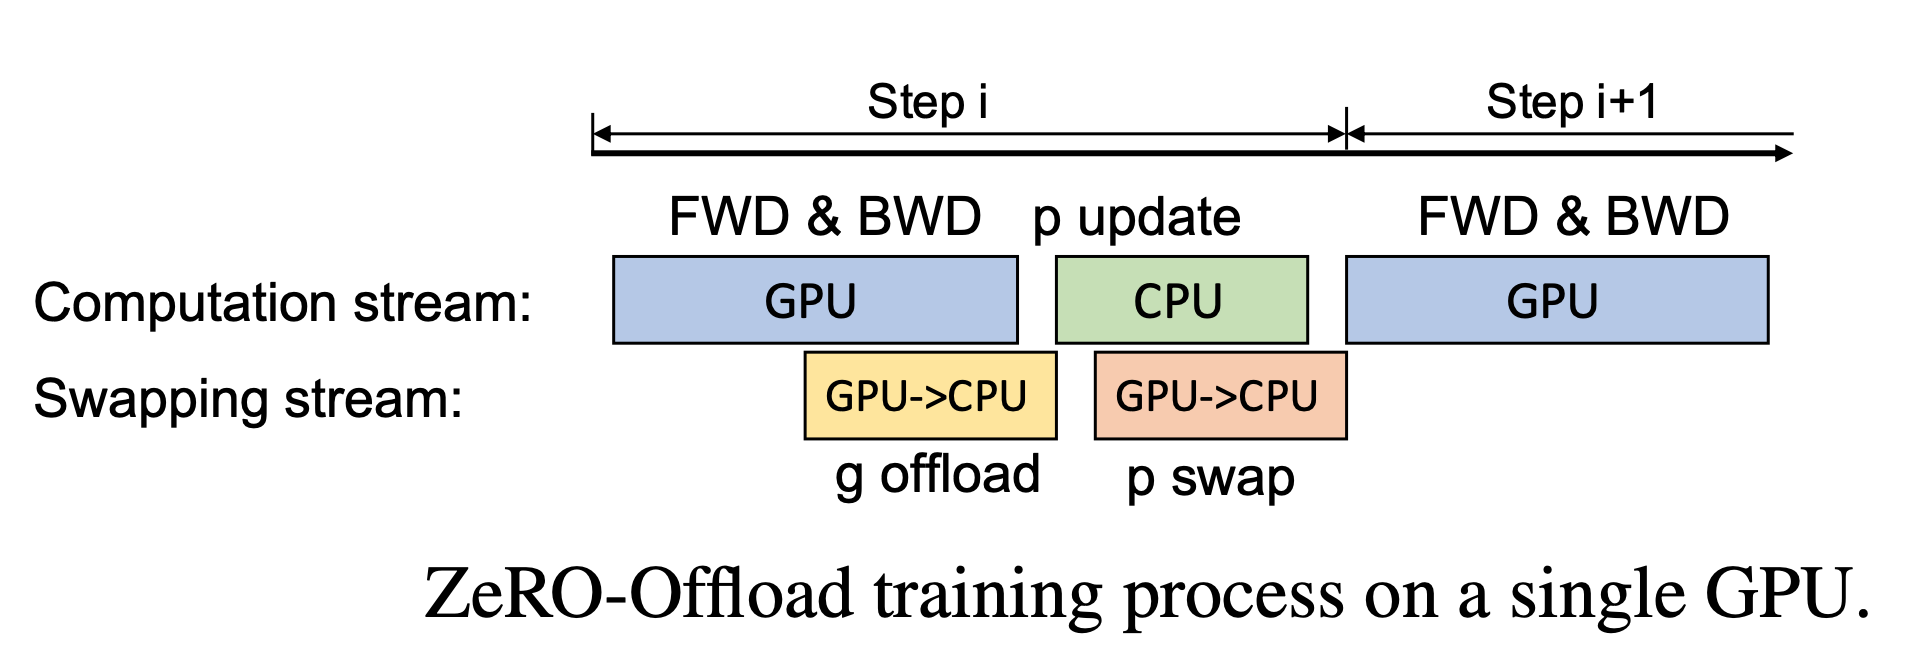 Step i Step i+1
FWD & BWD p update FWD & BWD
Computation stream: GPU CPU GPU
Swapping stream: GPU->CPU GPU->CPU
g offload p swap
ZeRO-Offload training process on a single GPU.